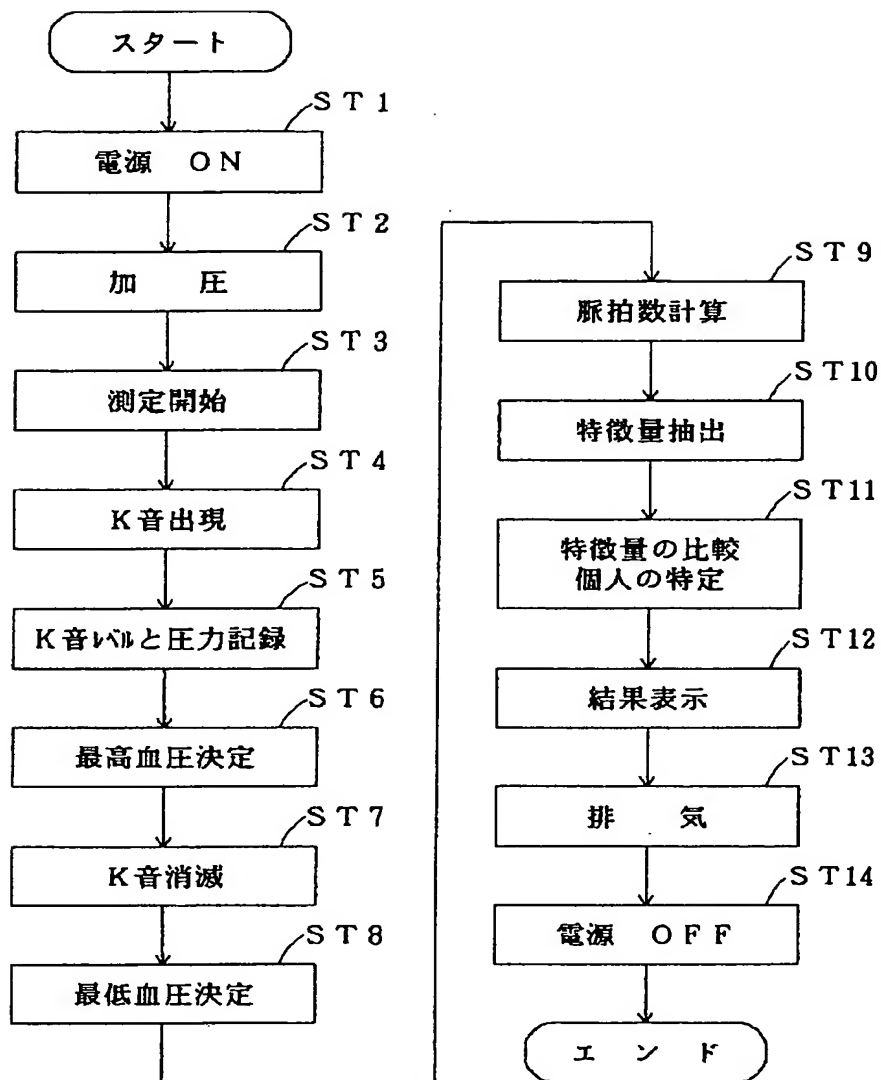 スタート
ST1
電源 ON
ST2
加 圧
ST3
測定開始
ST4
K音出現
ST5
K音レベルと圧力記録
ST6
最高血圧決定
ST7
K音消滅
ST8
最低血圧決定
ST9
脈拍数計算
ST10
特徴量抽出
ST11
特徴量の比較
個人の特定
ST12
結果表示
ST13
排 気
ST14
電源 OFF
エンド